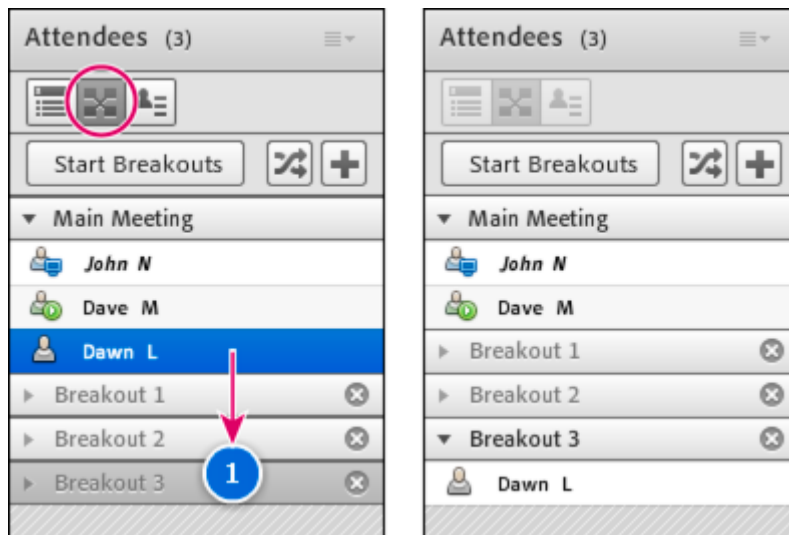 Attendees (3)
Start Breakouts
Main Meeting
John N
Dave M
Dawn L
Breakout 1
Breakout 2
Breakout 3
1
Attendees (3)
Start Breakouts
Main Meeting
John N
Dave M
Breakout 1
Breakout 2
Breakout 3
Dawn L